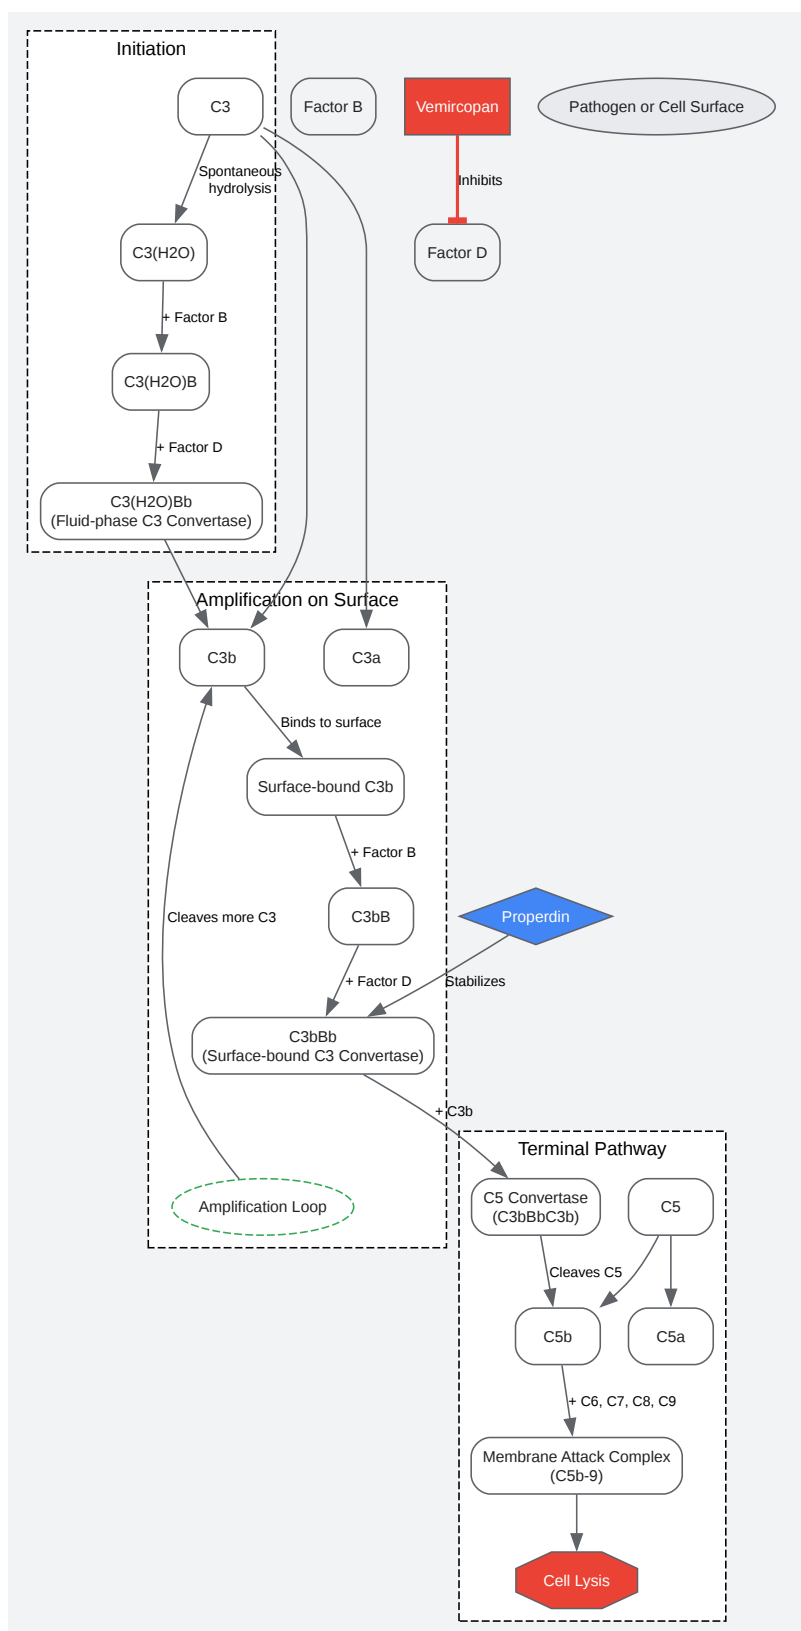 Initiation
C3
Factor B
Vemircopan
Pathogen or Cell Surface
Spontaneous
hydrolysis
Inhibits
C3(H2O)
Factor D
+ Factor B
C3(H2O)B
+ Factor D
C3(H2O)Bb
(Fluid-phase C3 Convertase)
Amplification on Surface
C3b
C3a
Binds to surface
Surface-bound C3b
+ Factor B
Cleaves more C3
C3bB
Properdin
+ Factor D
Stabilizes
C3bBb
(Surface-bound C3 Convertase)
+ C3b
Terminal Pathway
Amplification Loop
C5 Convertase
(C3bBbC3b)
C5
Cleaves C5
C5b
C5a
+ C6, C7, C8, C9
Membrane Attack Complex
(C5b-9)
Cell Lysis